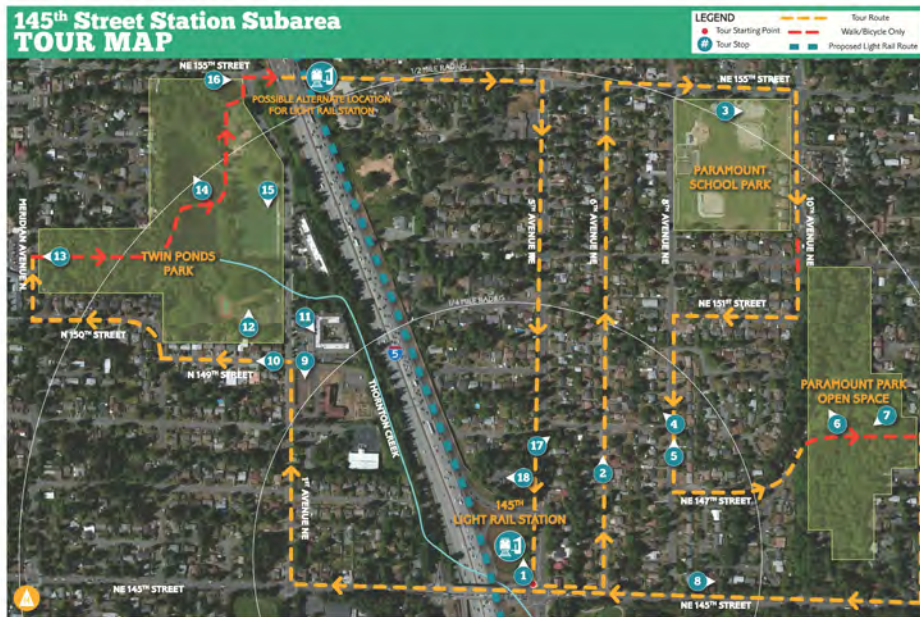 145th Street Station Subarea
TOUR MAP
LEGEND
Tour Starting Point
# Tour Stop
Tour Route
Walk/Bicycle Only
Proposed Light Rail Route
NE 155TH STREET
16
POSSIBLE ALTERNATE LOCATION
FOR LIGHT RAIL STATION
1/2 MILE RADIUS
NE 155TH STREET
3
PARAMOUNT
SCHOOL PARK
14
15
MERIDIAN AVENUE N
13
TWIN PONDS
PARK
5TH AVENUE NE
6TH AVENUE NE
8TH AVENUE NE
10TH AVENUE NE
1/4 MILE RADIUS
NE 151ST STREET
N 150TH STREET
12
11
5
10
9
N 149TH STREET
THORNTON CREEK
PARAMOUNT PARK
OPEN SPACE
6
7
4
5
17
18
2
1ST AVENUE NE
NE 147TH STREET
145TH
LIGHT RAIL STATION
1
8
NE 145TH STREET
NE 145TH STREET